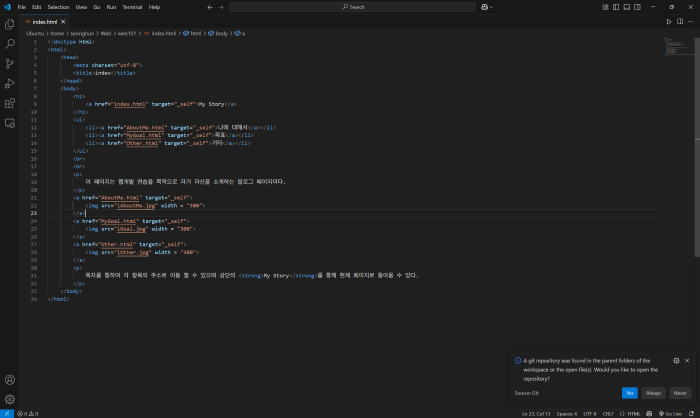 File Edit Selection View Go Run Terminal Help
Search
index.html
Ubuntu > home > seonghun > Web > web101 > index.html > html > body > a
1 <!doctype html>
2 <html>
3 <head>
4 <meta charset="utf-8">
5 <title>index</title>
6 </head>
7 <body>
8 <h1>
9 <a href="index.html" target="_self">My Story</a>
10 </h1>
11 <ul>
12 <li><a href="AboutMe.html" target="_self">나에 대해서</a></li>
13 <li><a href="MyGoal.html" target="_self">목표</a></li>
14 <li><a href="Other.html" target="_self">기타</a></li>
15 </ul>
16 <br>
17 <br>
18 <p>
19 이 페이지는 웹개발 연습을 목적으로 자기 자신을 소개하는 블로그 페이지이다.
20 </p>
21 <a href="AboutMe.html" target="_self">
22 <img src="iAboutMe.jpg" width = "300">
23 </a>
24 <a href="MyGoal.html" target="_self">
25 <img src="iGoal.jpg" width = "300">
26 </a>
27 <a href="Other.html" target="_self">
28 <img src="iOther.jpg" width = "300">
29 </a>
30 <p>
31 목차를 통하여 각 항목의 주소로 이동 할 수 있으며 상단의 <strong>My Story</strong>를 통해 현재 페이지로 돌아올 수 있다.
32 </p>
33 </body>
34 </html>
A git repository was found in the parent folders of the
workspace or the open file(s). Would you like to open the
repository?
Source: Git
Yes Always Never
0 0 Ln 23, Col 13 Spaces: 4 UTF-8 CRLF {} HTML Go Live